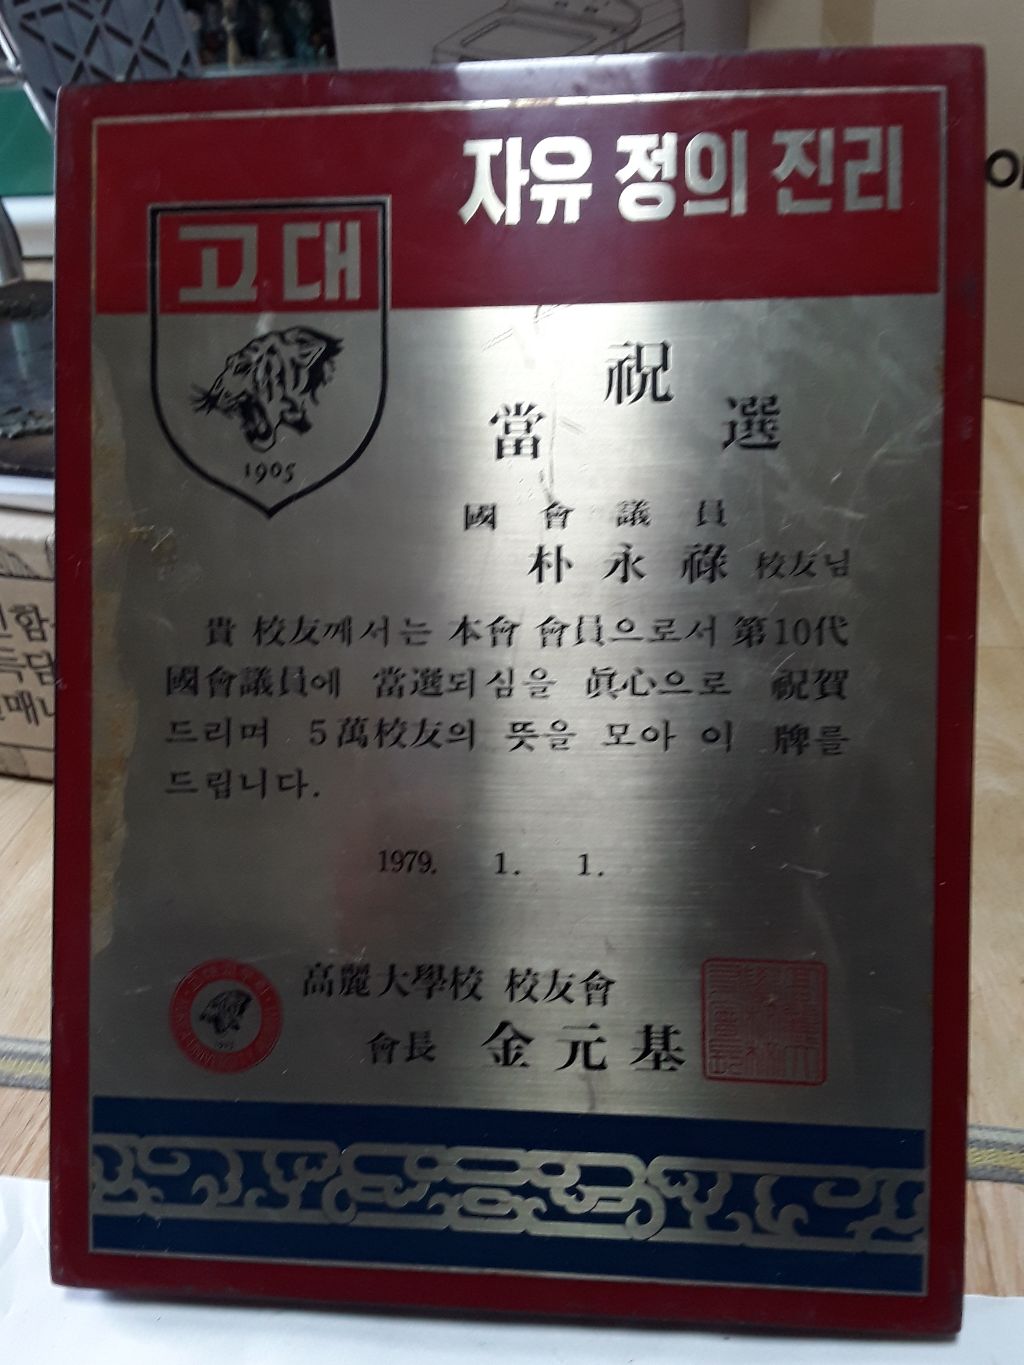 자유 정의 진리
고대
1905
祝
當 選
國會議員
朴永祿 校友님
貴 校友께서는 本會 會員으로서 第10代
國會議員에 當選되심을 眞心으로 祝賀
드리며 5萬校友의 뜻을 모아 이 牌를
드립니다.
1979. 1. 1.
高麗大學校 校友會
會長 金元基